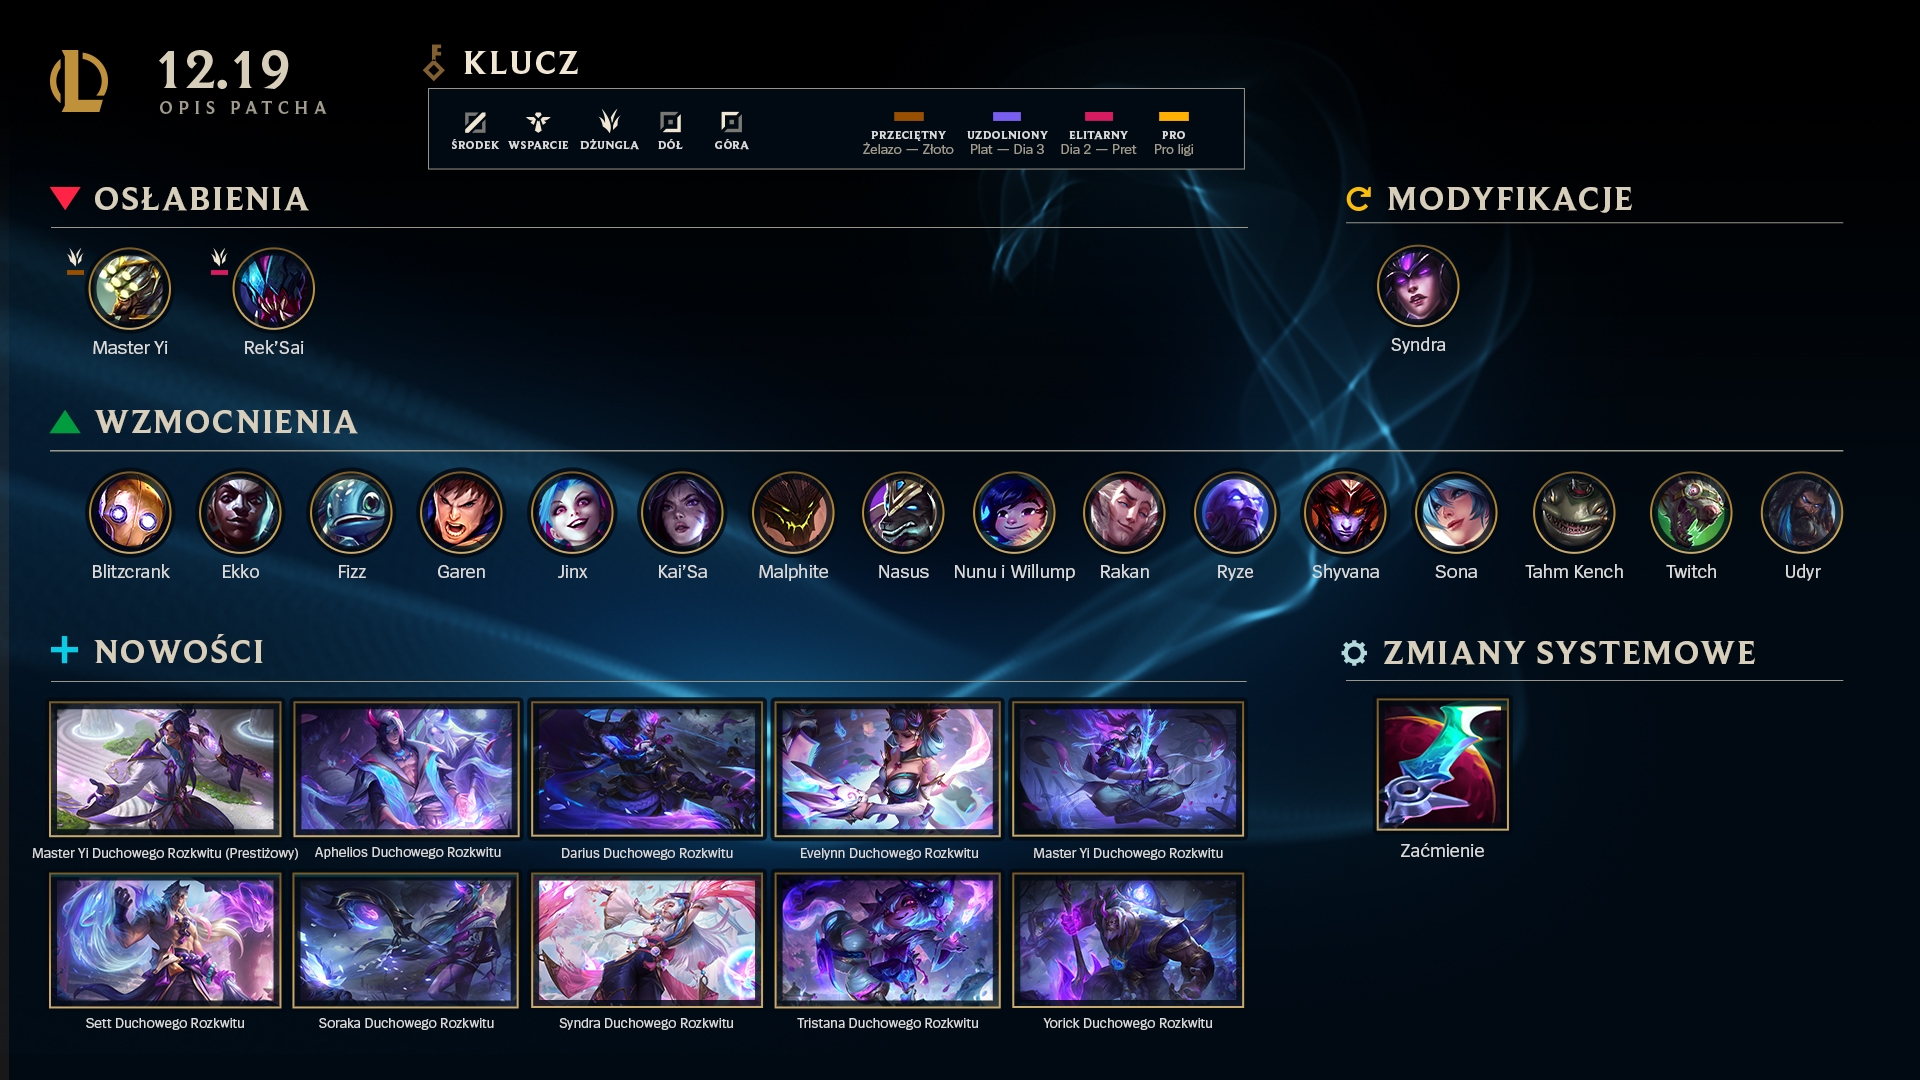 12.19
OPIS PATCHA
KLUCZ
ŚRODEK WSPARCIE DŻUNGLA DÓŁ GÓRA
PRZECIĘTNY UZDOLNIONY ELITARNY PRO
Żelazo — Złoto Plat — Dia 3 Dia 2 — Pret Pro ligi
OSŁABIENIA
Master Yi Rek'Sai
MODYFIKACJE
Syndra
WZMOCNIENIA
Blitzcrank Ekko Fizz Garen Jinx Kai'Sa Malphite Nasus Nunu i Willump Rakan Ryze Shyvana Sona Tahm Kench Twitch Udyr
NOWOŚCI
Master Yi Duchowego Rozkwitu (Prestiżowy) Aphelios Duchowego Rozkwitu Darius Duchowego Rozkwitu Evelynn Duchowego Rozkwitu Master Yi Duchowego Rozkwitu
Sett Duchowego Rozkwitu Soraka Duchowego Rozkwitu Syndra Duchowego Rozkwitu Tristana Duchowego Rozkwitu Yorick Duchowego Rozkwitu
ZMIANY SYSTEMOWE
Zaćmienie